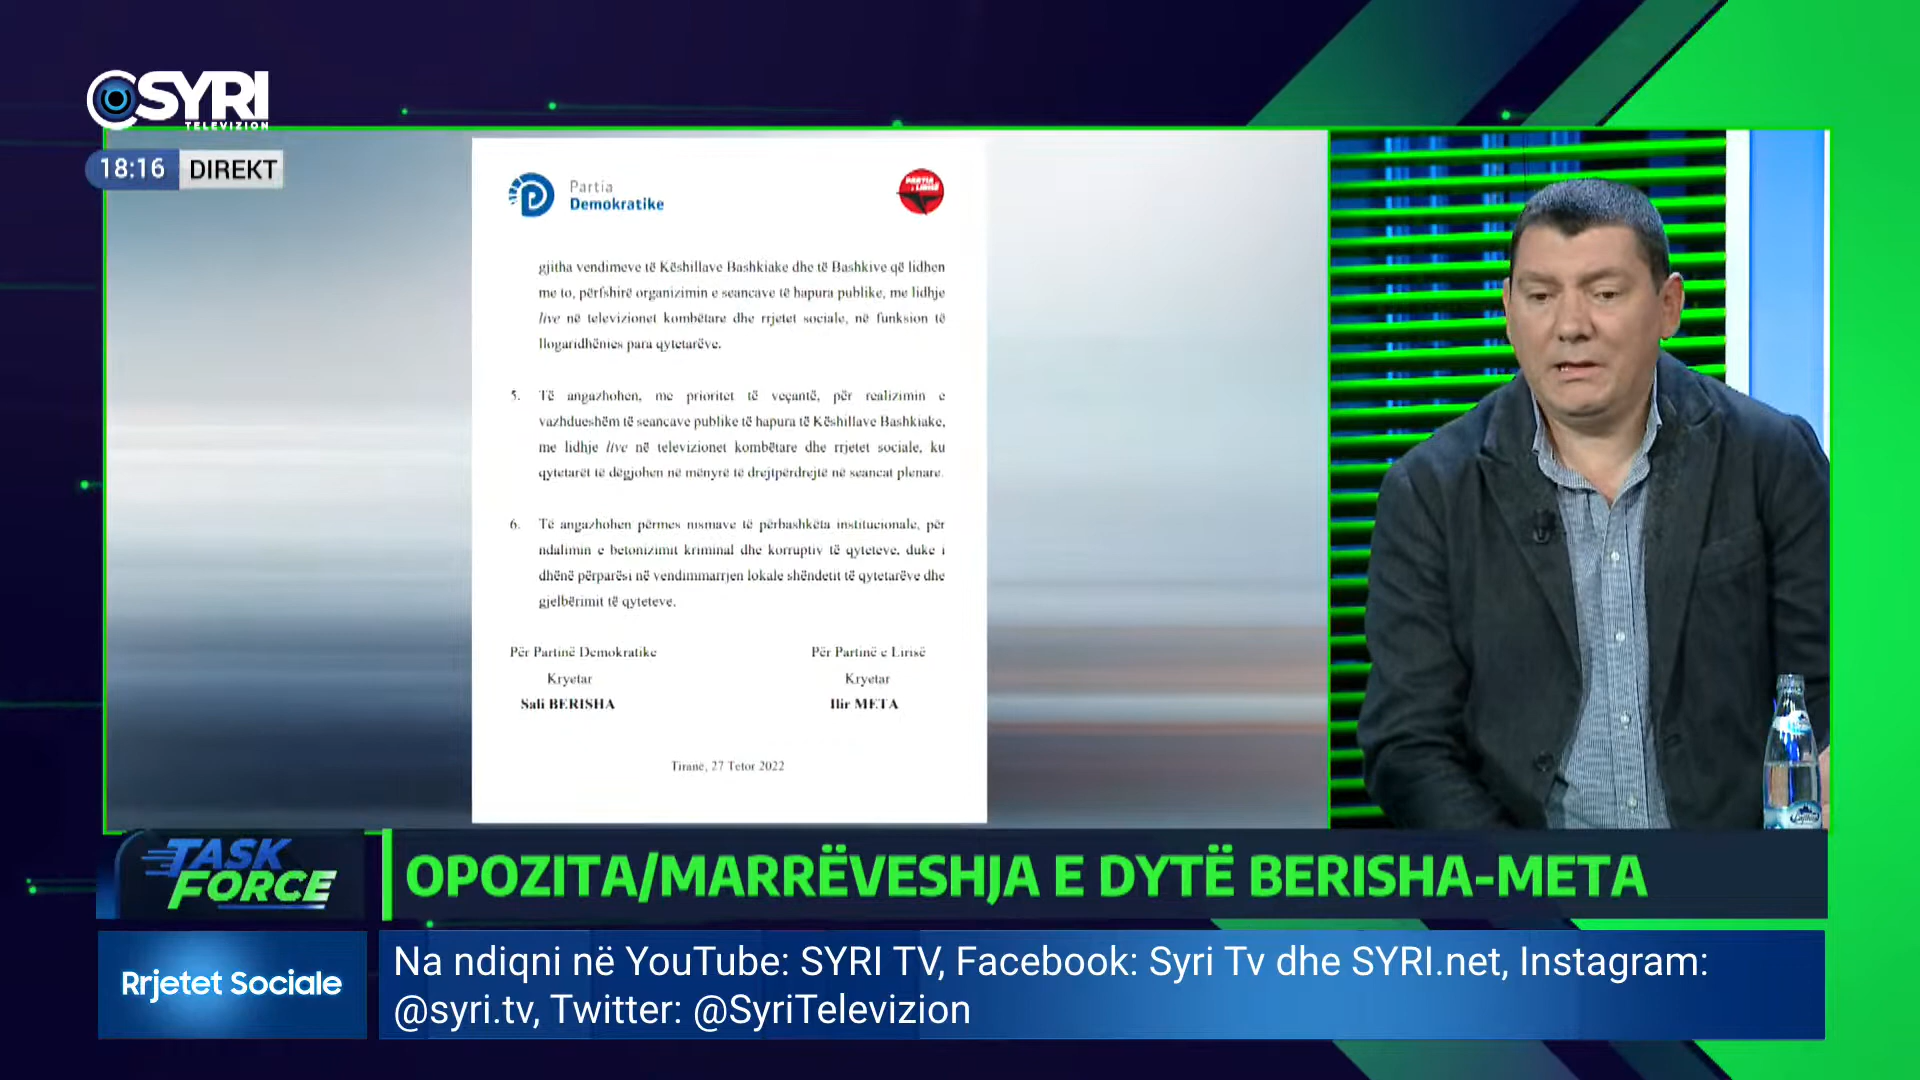 SYRI
TELEVIZION
18:16 DIREKT
Partia
Demokratike
PARTIA
E LIRISË
gjitha vendimeve të Këshillave Bashkiake dhe të Bashkive që lidhen
me to, përfshirë organizimin e seancave të hapura publike, me lidhje
live në televizionet kombëtare dhe rrjetet sociale, në funksion të
llogaridhënies para qytetarëve.
5. Të angazhohen, me prioritet të veçantë, për realizimin e
vazhdueshëm të seancave publike të hapura të Këshillave Bashkiake,
me lidhje live në televizionet kombëtare dhe rrjetet sociale, ku
qytetarët të dëgjohen në mënyrë të drejtpërdrejtë në seancat plenare.
6. Të angazhohen përmes nismave të përbashkëta institucionale, për
ndalimin e betonizimit kriminal dhe korruptiv të qyteteve, duke i
dhënë përparësi në vendimmarrjen lokale shëndetit të qytetarëve dhe
gjelbërimit të qyteteve.
Për Partinë Demokratike
Kryetar
Sali BERISHA
Për Partinë e Lirisë
Kryetar
Ilir META
Tiranë, 27 Tetor 2022
TASK
FORCE
OPOZITA/MARRËVESHJA E DYTË BERISHA-META
Rrjetet Sociale
Na ndiqni në YouTube: SYRI TV, Facebook: Syri Tv dhe SYRI.net, Instagram:
@syri.tv, Twitter: @SyriTelevizion